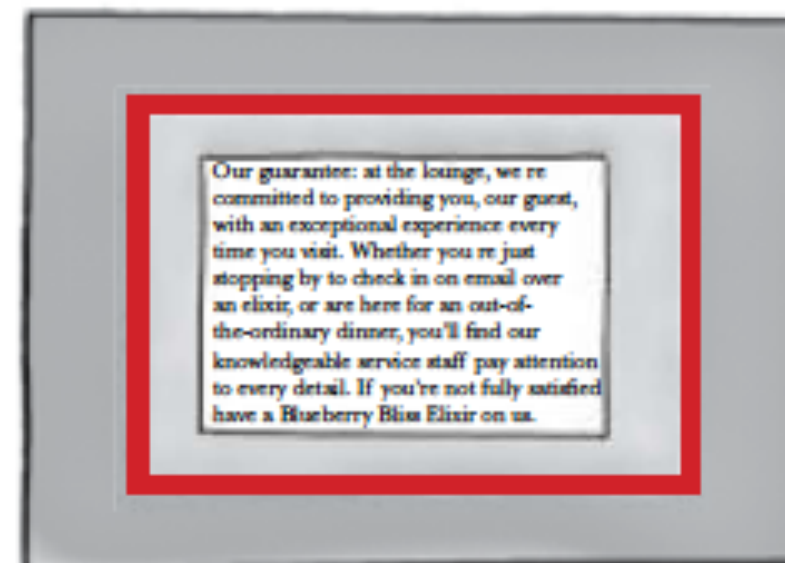 Our guarantee: at the lounge, we re
committed to providing you, our guest,
with an exceptional experience every
time you visit. Whether you re just
stopping by to check in on email over
an elixir, or are here for an out-of-
the-ordinary dinner, you'll find our
knowledgeable service staff pay attention
to every detail. If you're not fully satisfied
have a Blueberry Bliss Elixir on us.